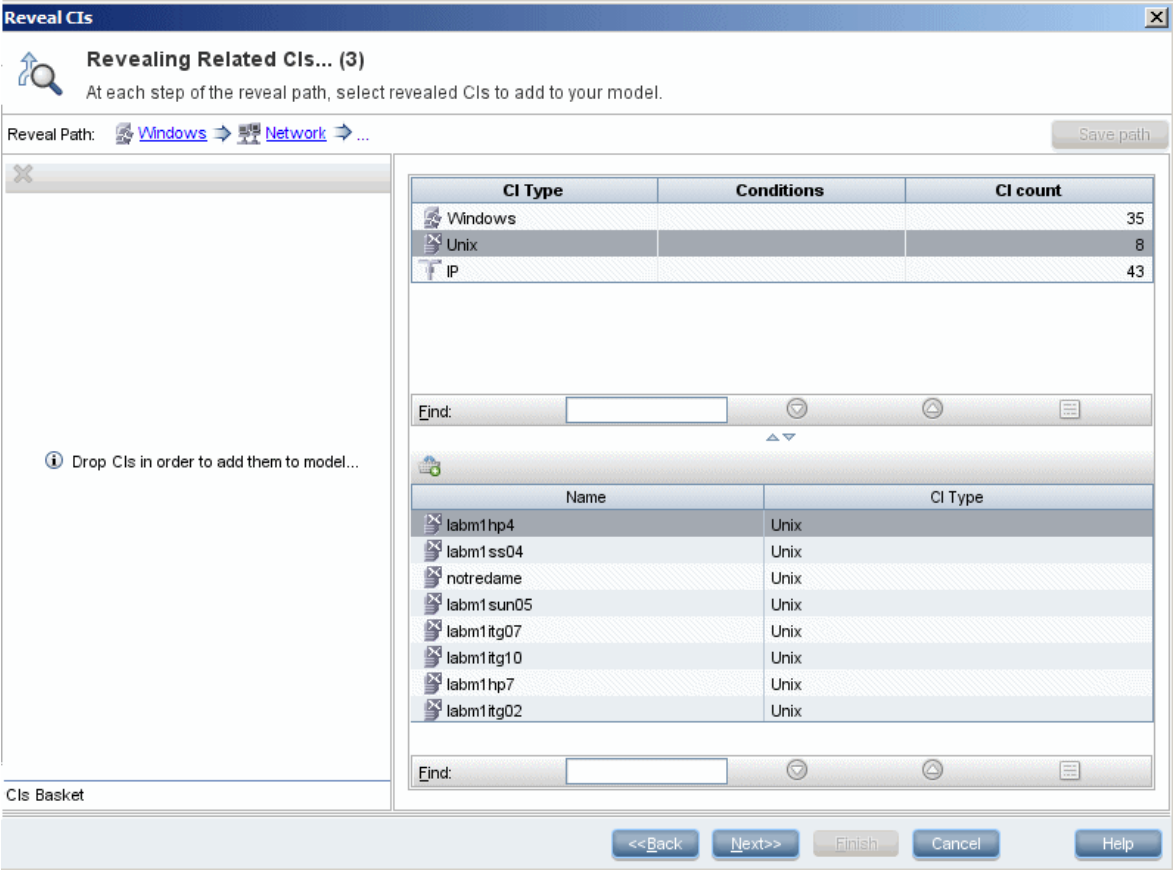 Reveal CIs
Revealing Related CIs... (3)
At each step of the reveal path, select revealed CIs to add to your model.
Reveal Path: Windows Network ...
Save path
CI Type Conditions CI count
Windows 35
Unix 8
IP 43
Find:
Drop CIs in order to add them to model...
Name CI Type
labm1hp4 Unix
labm1ss04 Unix
notredame Unix
labm1sun05 Unix
labm1itg07 Unix
labm1itg10 Unix
labm1hp7 Unix
labm1itg02 Unix
Find:
CIs Basket
<<Back Next>> Finish Cancel Help